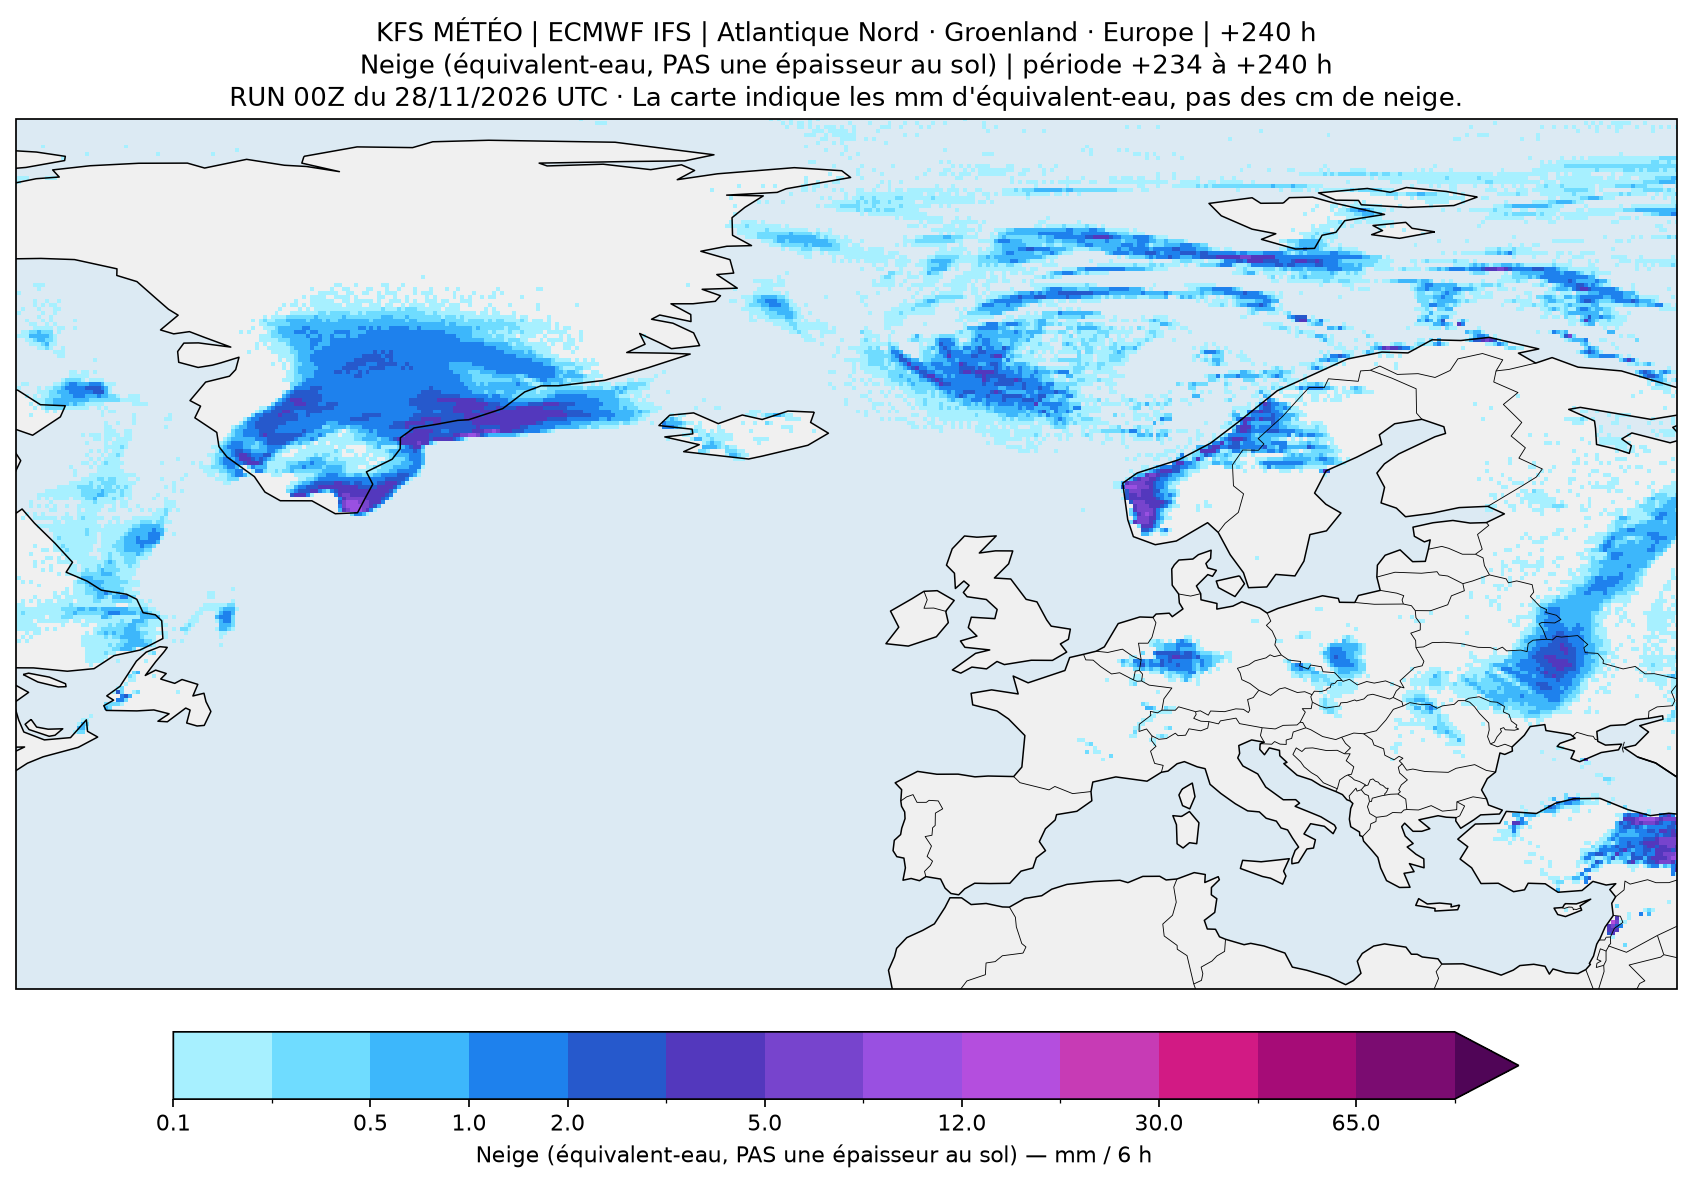 KFS MÉTÉO | ECMWF IFS | Atlantique Nord · Groenland · Europe | +240 h
Neige (équivalent-eau, PAS une épaisseur au sol) | période +234 à +240 h
RUN 00Z du 28/11/2026 UTC · La carte indique les mm d'équivalent-eau, pas des cm de neige.
0.1 0.5 1.0 2.0 5.0 12.0 30.0 65.0
Neige (équivalent-eau, PAS une épaisseur au sol) — mm / 6 h